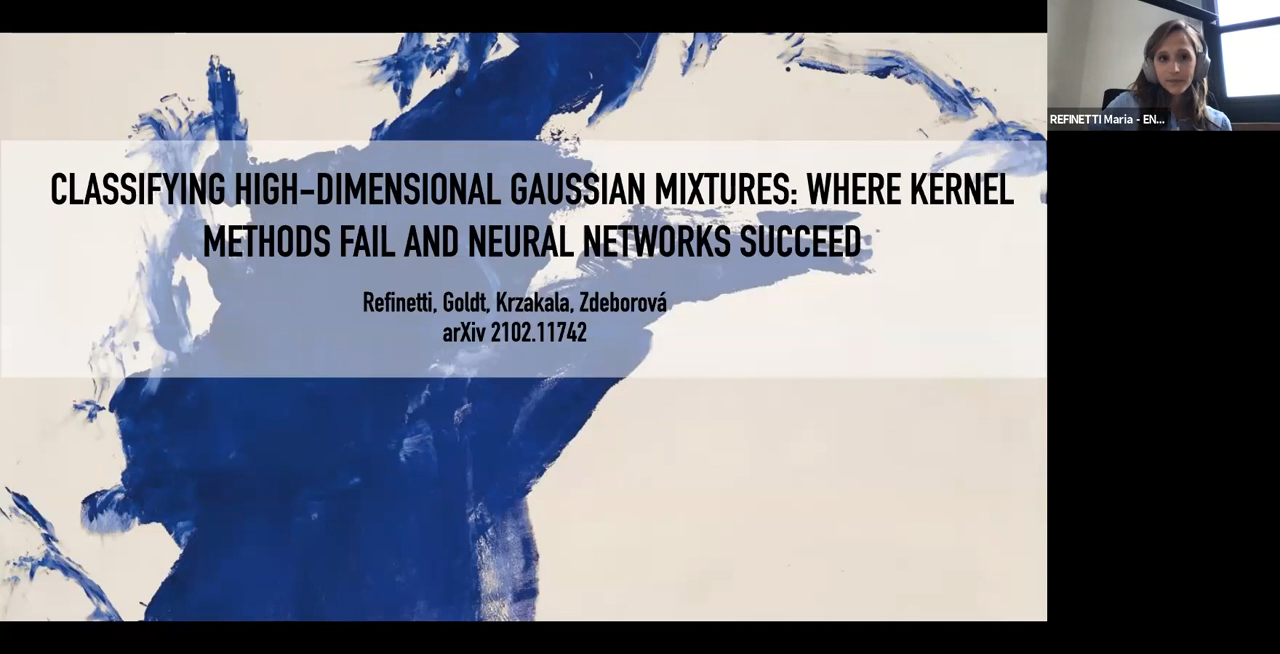 CLASSIFYING HIGH-DIMENSIONAL GAUSSIAN MIXTURES: WHERE KERNEL
METHODS FAIL AND NEURAL NETWORKS SUCCEED
Refinetti, Goldt, Krzakala, Zdeborová
arXiv 2102.11742
REFINETTI Maria - EN...